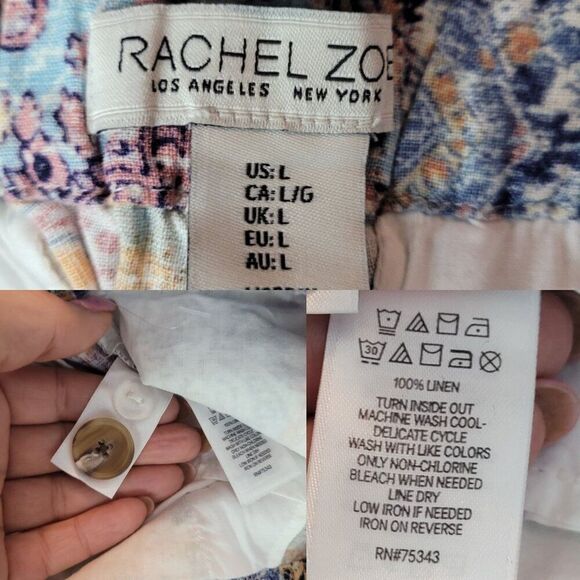 RACHEL ZOE
LOS ANGELES NEW YORK
US: L
CA: L/G
UK: L
EU: L
AU: L
30
100% LINEN
TURN INSIDE OUT
MACHINE WASH COOL-
DELICATE CYCLE
WASH WITH LIKE COLORS
ONLY NON-CHLORINE
BLEACH WHEN NEEDED
LINE DRY
LOW IRON IF NEEDED
IRON ON REVERSE
RN#75343